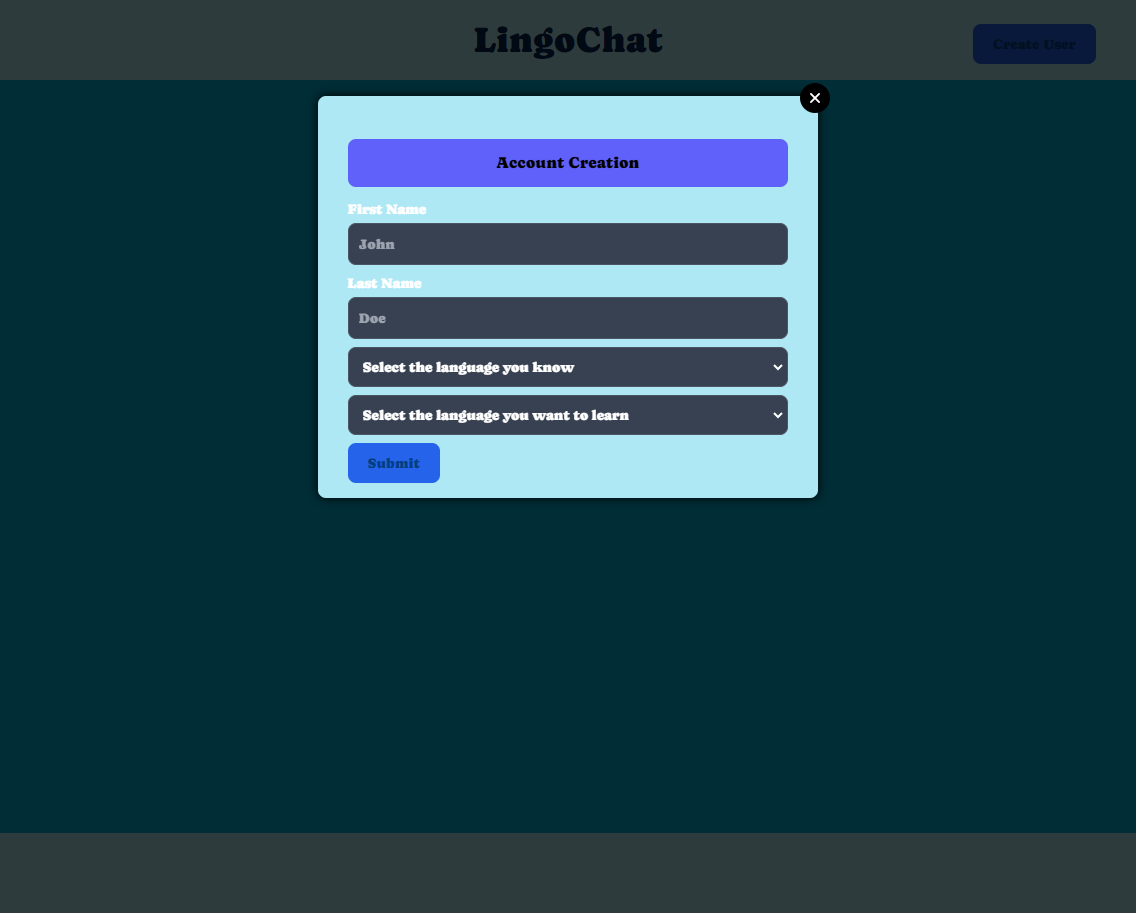 LingoChat
Create User
Account Creation
First Name
John
Last Name
Doe
Select the language you know
Select the language you want to learn
Submit